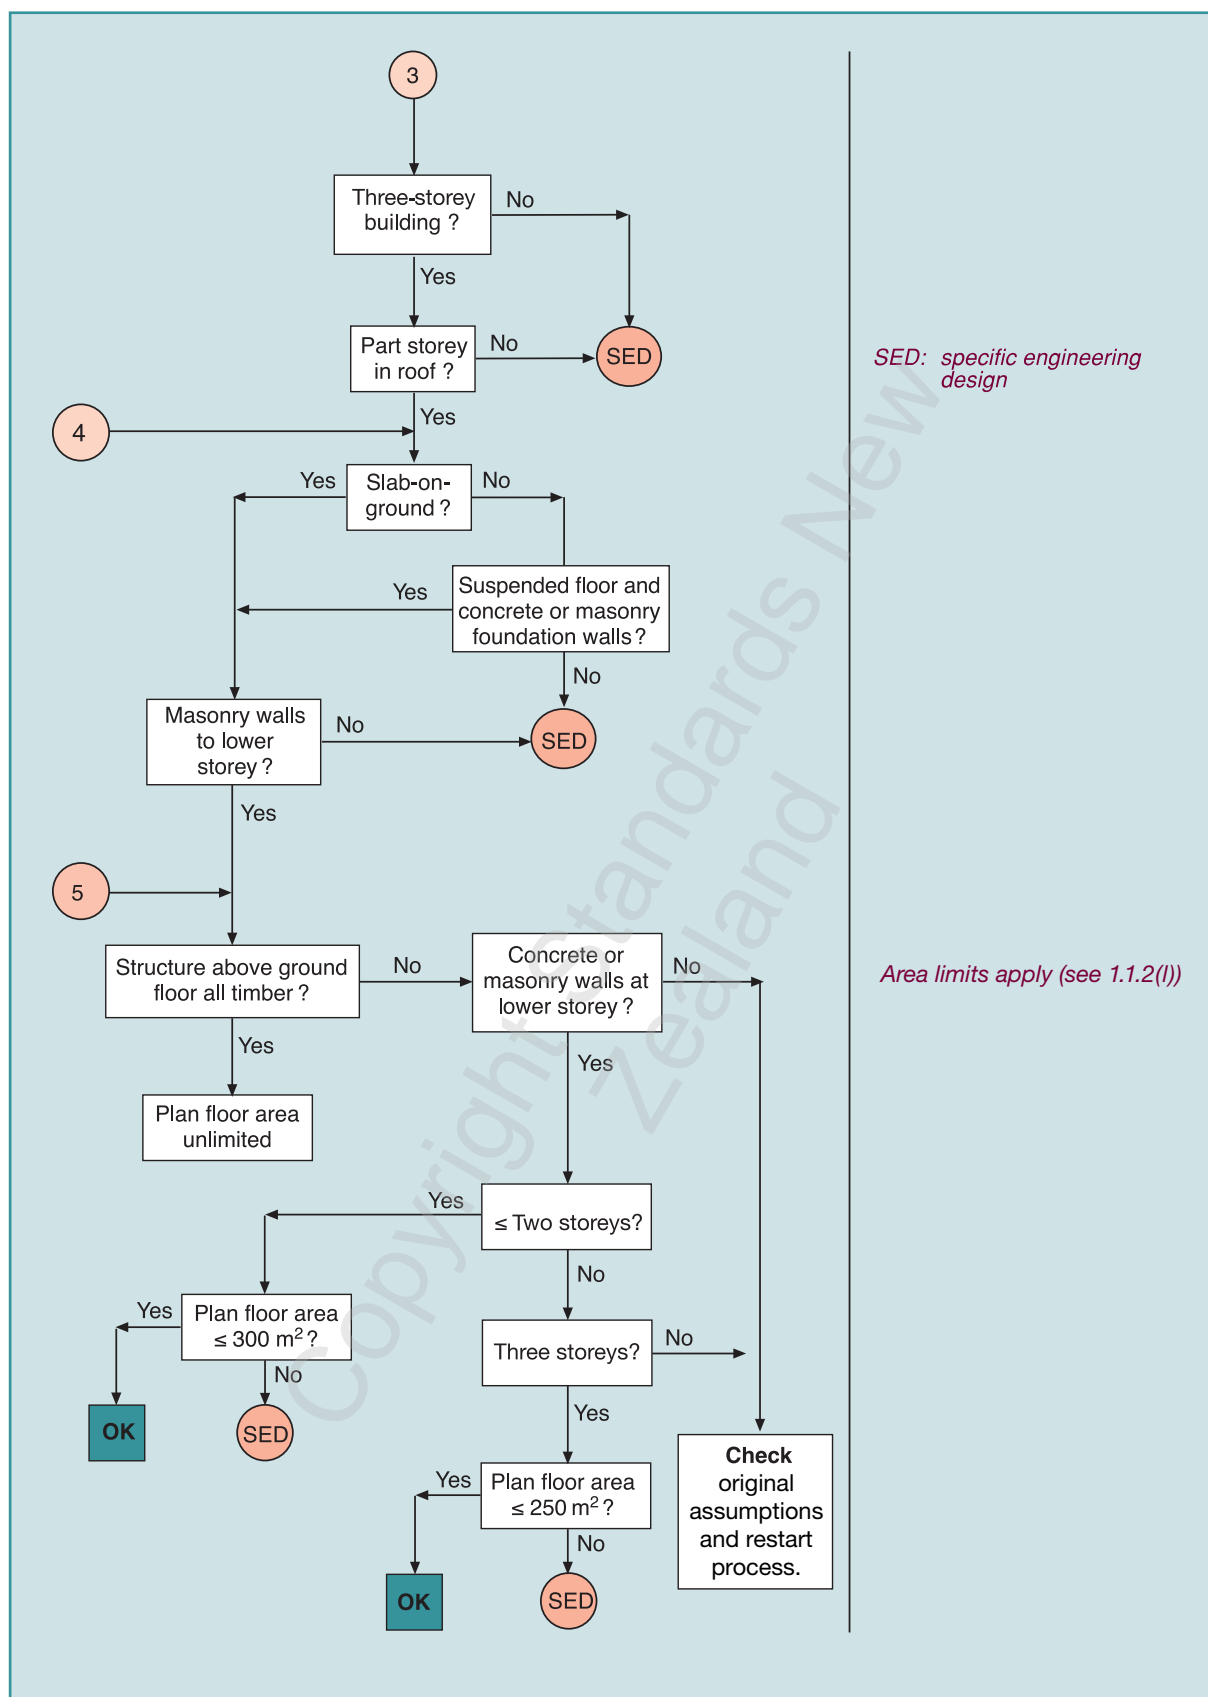 3
Three-storey
building ?
No
Yes
Part storey
in roof ?
No
SED
SED: specific engineering
design
Yes
4
Yes
Slab-on-
ground ?
No
Yes
Suspended floor and
concrete or masonry
foundation walls ?
No
Masonry walls
to lower
storey ?
No
SED
Yes
5
Structure above ground
floor all timber ?
No
Concrete or
masonry walls at
lower storey ?
No
Area limits apply (see 1.1.2(l))
Yes
Yes
Plan floor area
unlimited
Yes
≤ Two storeys?
No
Yes
Plan floor area
≤ 300 m² ?
No
Three storeys?
No
OK
SED
Yes
Check
original
assumptions
and restart
process.
Yes
Plan floor area
≤ 250 m² ?
No
OK
SED
Copyright Standards New
Zealand